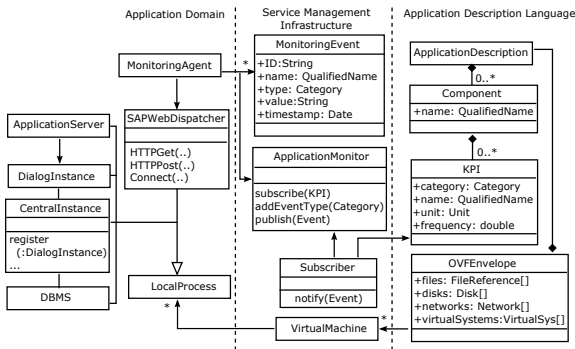 Application Domain
Service Management
Infrastructure
Application Description Language
MonitoringAgent
*
MonitoringEvent
+ID:String
+name: QualifiedName
+type: Category
+value:String
+timestamp: Date
ApplicationDescription
0..*
Component
+name: QualifiedName
0..*
ApplicationServer
DialogInstance
CentralInstance
register
(:DialogInstance)
...
DBMS
SAPWebDispatcher
HTTPGet(..)
HTTPPost(..)
Connect(..)
ApplicationMonitor
subscribe(KPI)
addEventType(Category)
publish(Event)
KPI
+category: Category
+name: QualifiedName
+unit: Unit
+frequency: double
LocalProcess
*
Subscriber
notify(Event)
VirtualMachine
*
OVFEnvelope
+files: FileReference[]
+disks: Disk[]
+networks: Network[]
+virtualSystems:VirtualSys[]